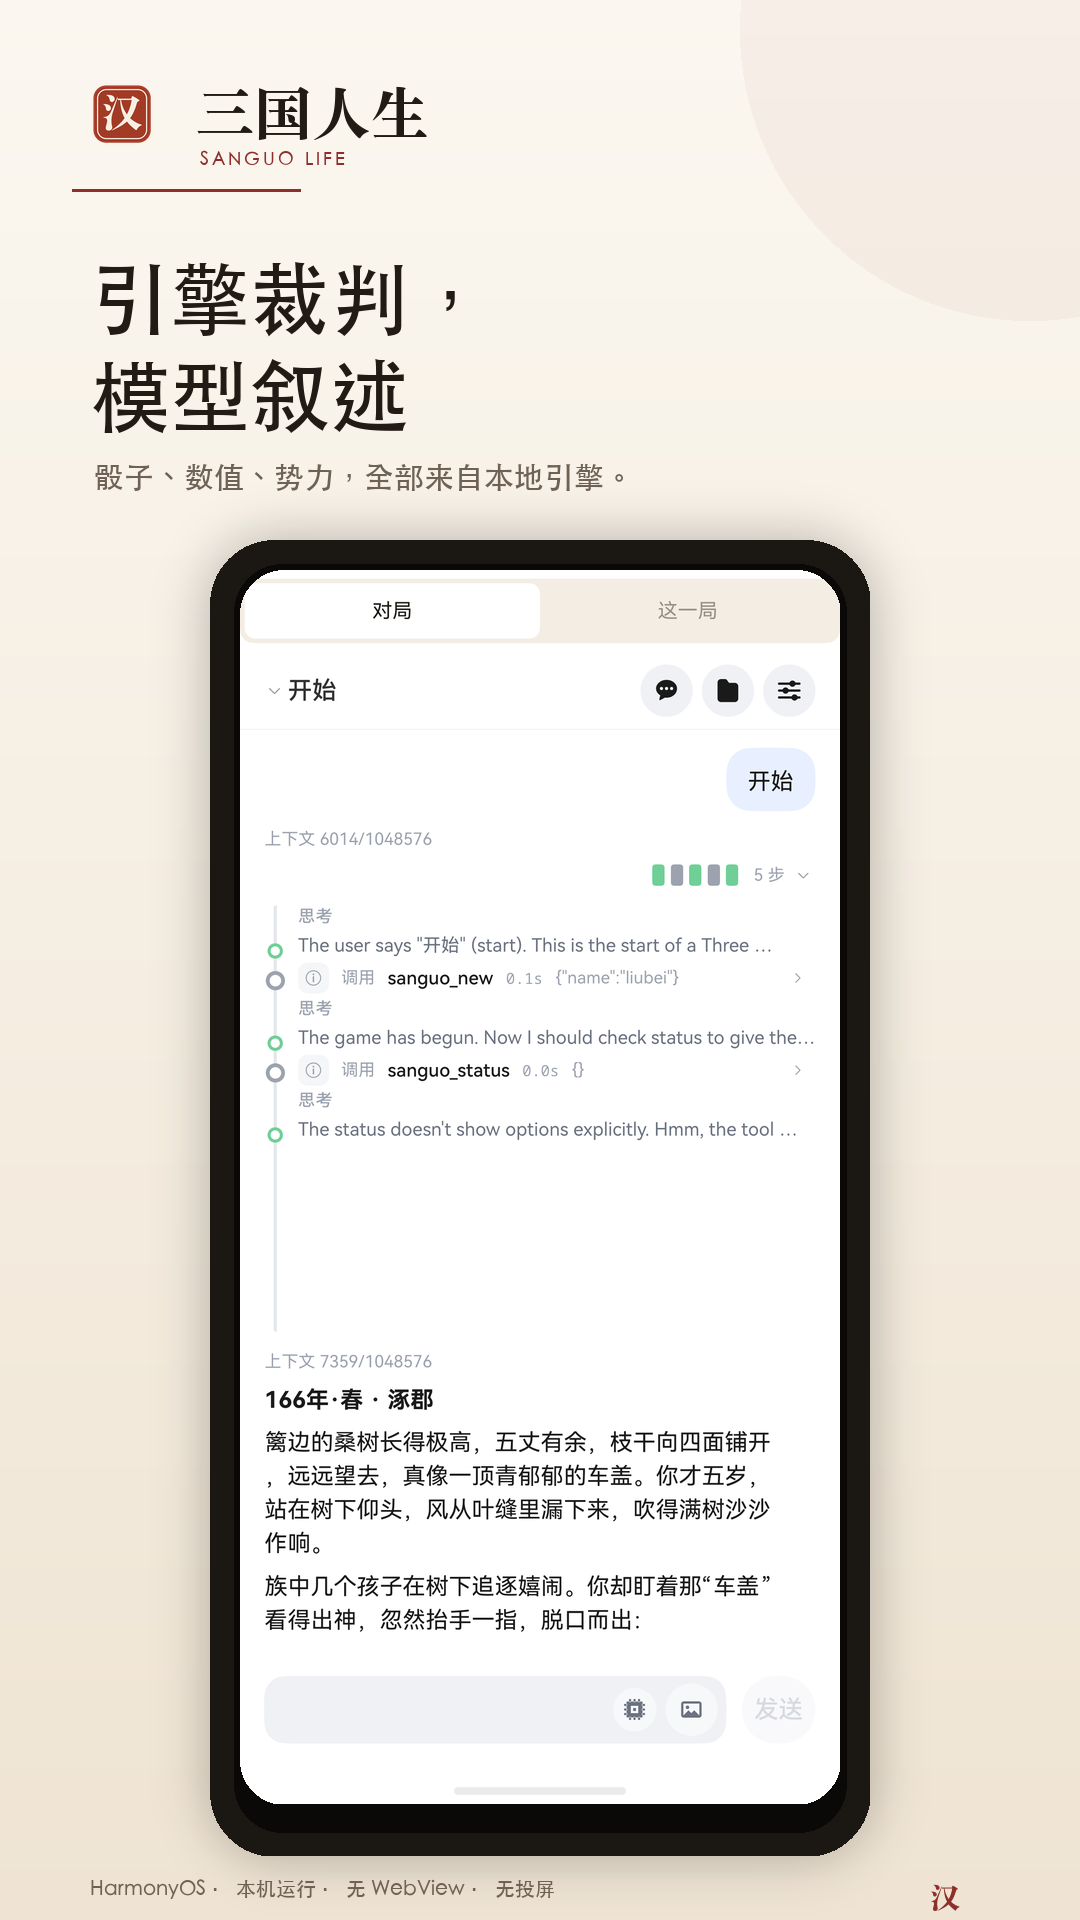 汉
三国人生
SANGUO LIFE
引擎裁判，
模型叙述
骰子、数值、势力，全部来自本地引擎。
对局
这一局
开始
开始
上下文 6014/1048576
5 步
思考
The user says "开始" (start). This is the start of a Three ...
调用 sanguo_new 0.1s {"name":"liubei"}
思考
The game has begun. Now I should check status to give the...
调用 sanguo_status 0.0s {}
思考
The status doesn't show options explicitly. Hmm, the tool ...
上下文 7359/1048576
166年·春 · 涿郡
篱边的桑树长得极高，五丈有余，枝干向四面铺开
，远远望去，真像一顶青郁郁的车盖。你才五岁，
站在树下仰头，风从叶缝里漏下来，吹得满树沙沙
作响。
族中几个孩子在树下追逐嬉闹。你却盯着那“车盖”
看得出神，忽然抬手一指，脱口而出：
发送
HarmonyOS · 本机运行 · 无 WebView · 无投屏
汉